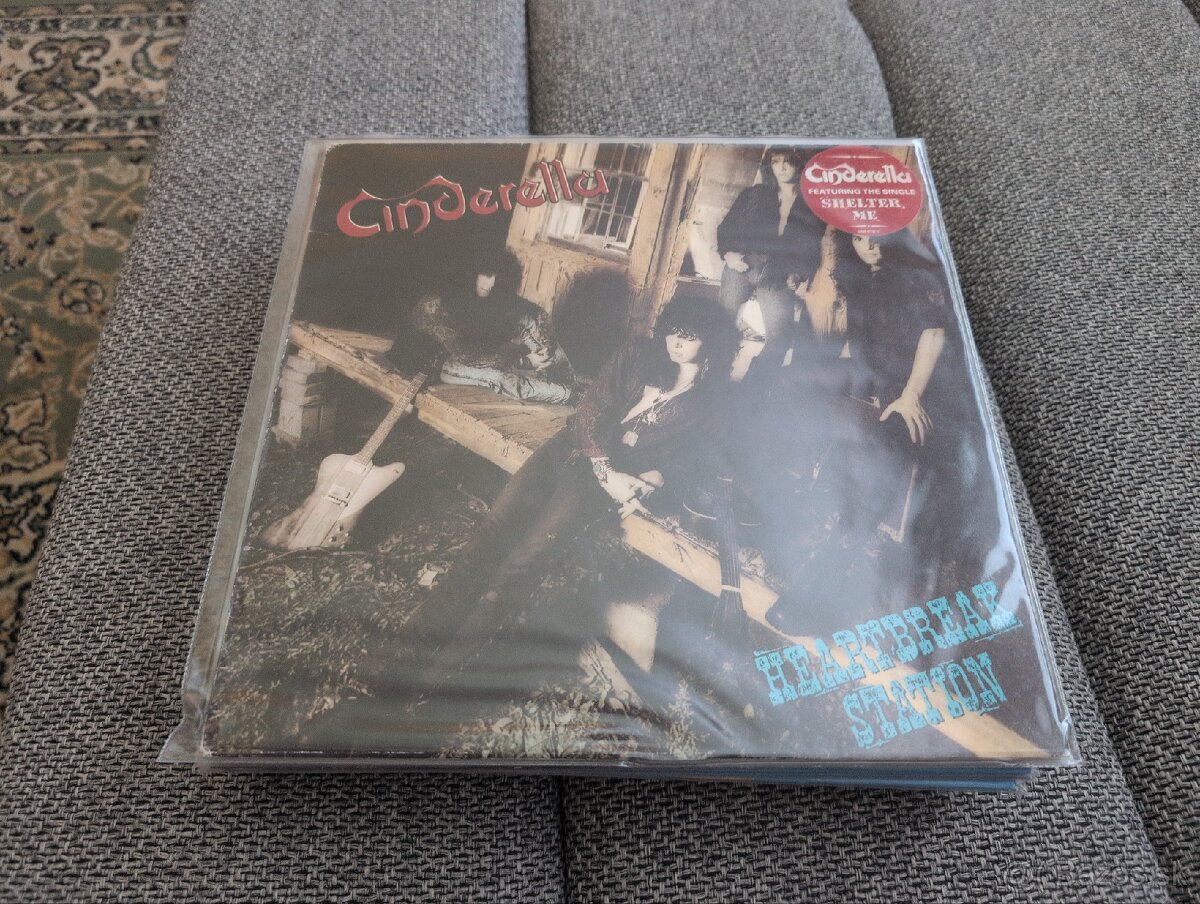 Cinderella
Cinderella
FEATURING THE SINGLE
"SHELTER
ME"
HEARTBREAK
STATION